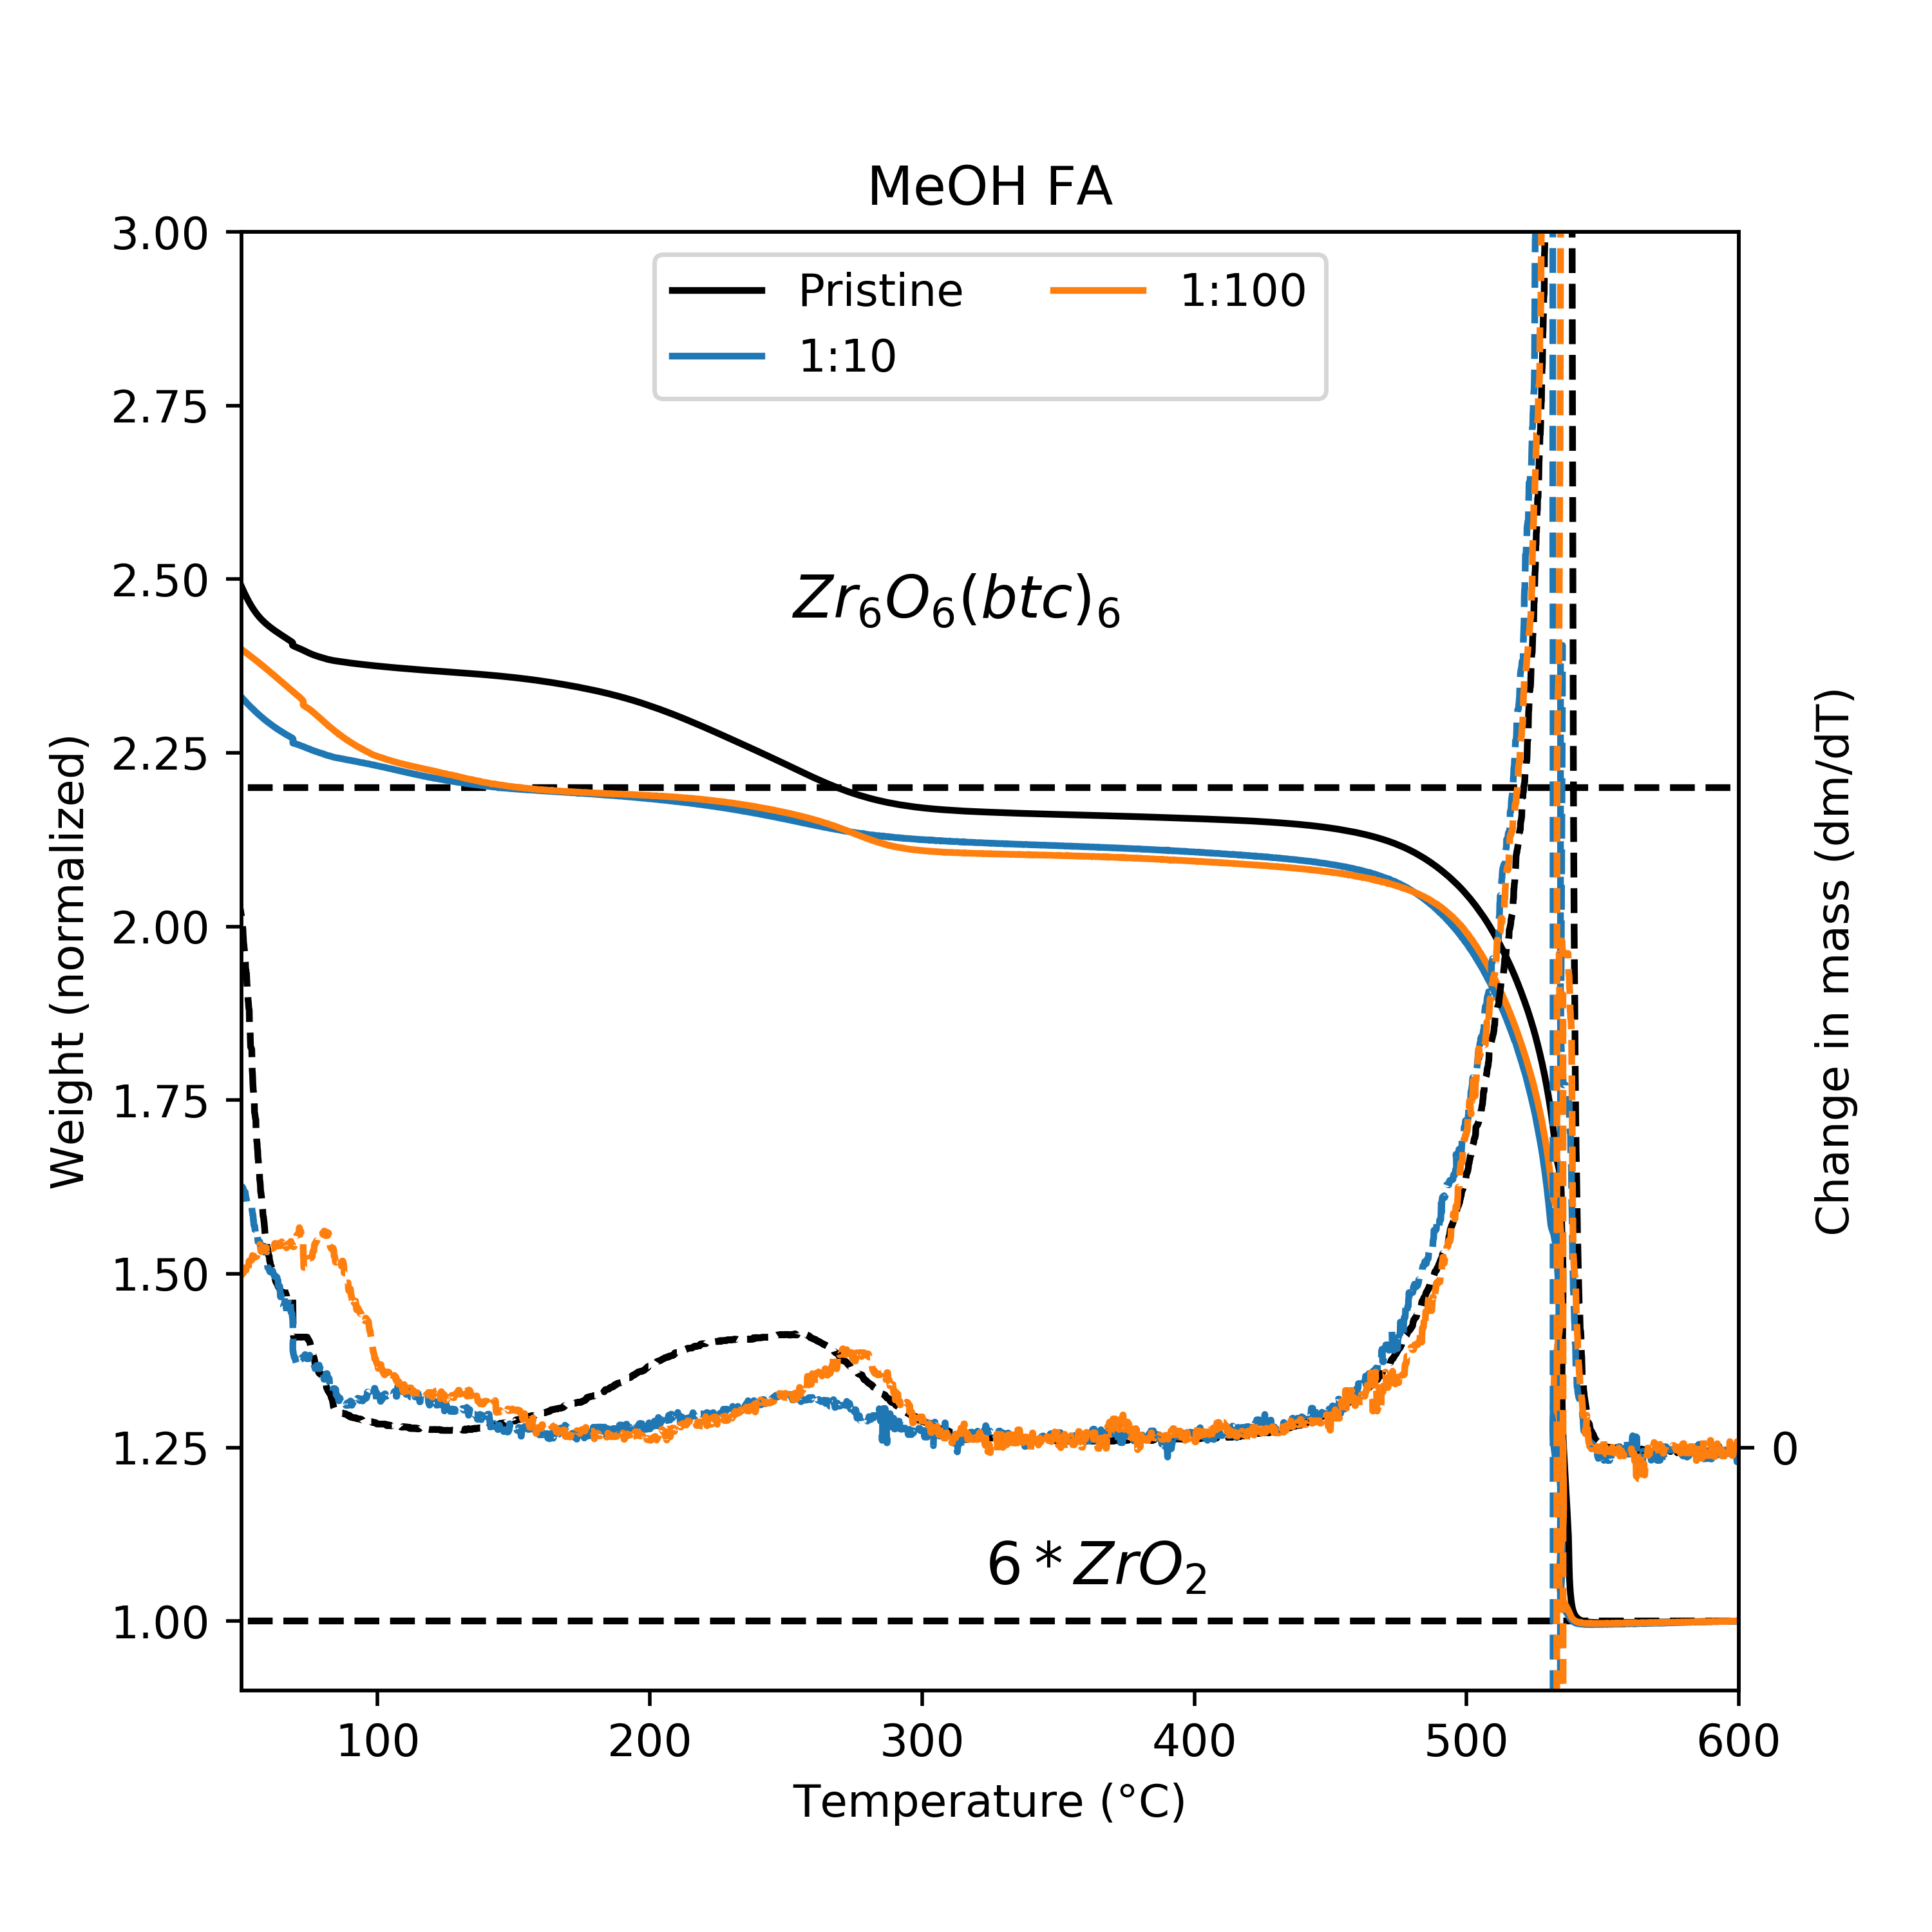 MeOH FA
Pristine
1:10
1:100
3.00
2.75
2.50
2.25
2.00
1.75
1.50
1.25
1.00
Weight (normalized)
Zr₆O₆(btc)₆
6 * ZrO₂
0
Change in mass (dm/dT)
100 200 300 400 500 600
Temperature (°C)